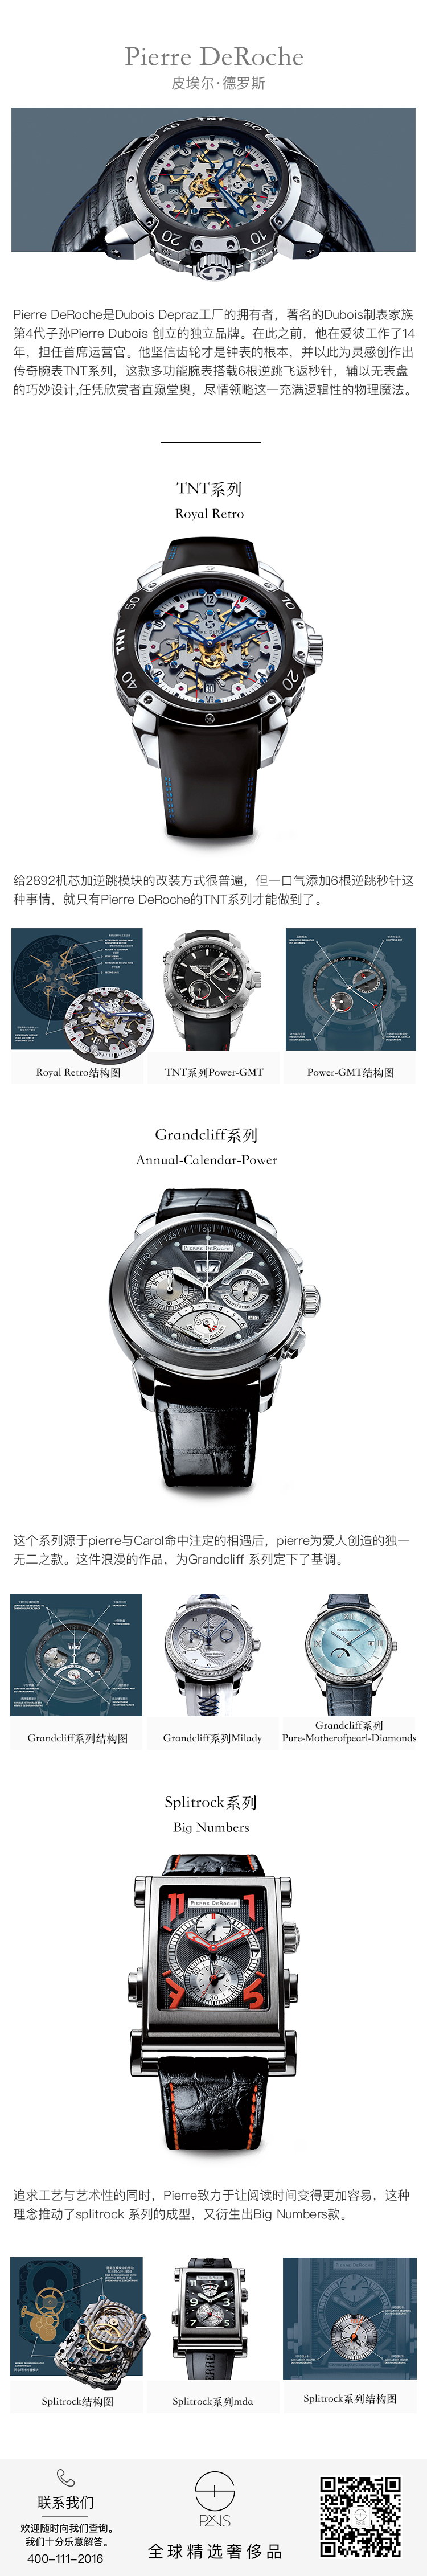 Pierre DeRoche
皮埃尔·德罗斯
Pierre DeRoche是Dubois Depraz工厂的拥有者，著名的Dubois制表家族
第4代子孙Pierre Dubois 创立的独立品牌。在此之前，他在爱彼工作了14
年，担任首席运营官。他坚信齿轮才是钟表的根本，并以此为灵感创作出
传奇腕表TNT系列，这款多功能腕表搭载6根逆跳飞返秒针，辅以无表盘
的巧妙设计,任凭欣赏者直窥堂奥，尽情领略这一充满逻辑性的物理魔法。
TNT系列
Royal Retro
50
10
TNT
40
20
给2892机芯加逆跳模块的改装方式很普遍，但一口气添加6根逆跳秒针这
种事情，就只有Pierre DeRoche的TNT系列才能做到了。
Royal Retro结构图
TNT系列Power-GMT
Power-GMT结构图
Grandcliff系列
Annual-Calendar-Power
PIERRE DEROCHE
这个系列源于pierre与Carol命中注定的相遇后，pierre为爱人创造的独一
无二之款。这件浪漫的作品，为Grandcliff 系列定下了基调。
Grandcliff系列结构图
Grandcliff系列Milady
Grandcliff系列
Pure-Motherofpearl-Diamonds
Splitrock系列
Big Numbers
PIERRE DEROCHE
11
1
17
7
5
30
追求工艺与艺术性的同时，Pierre致力于让阅读时间变得更加容易，这种
理念推动了splitrock 系列的成型，又衍生出Big Numbers款。
Splitrock结构图
Splitrock系列mda
Splitrock系列结构图
联系我们
欢迎随时向我们查询。
我们十分乐意解答。
400-111-2016
全球精选奢侈品